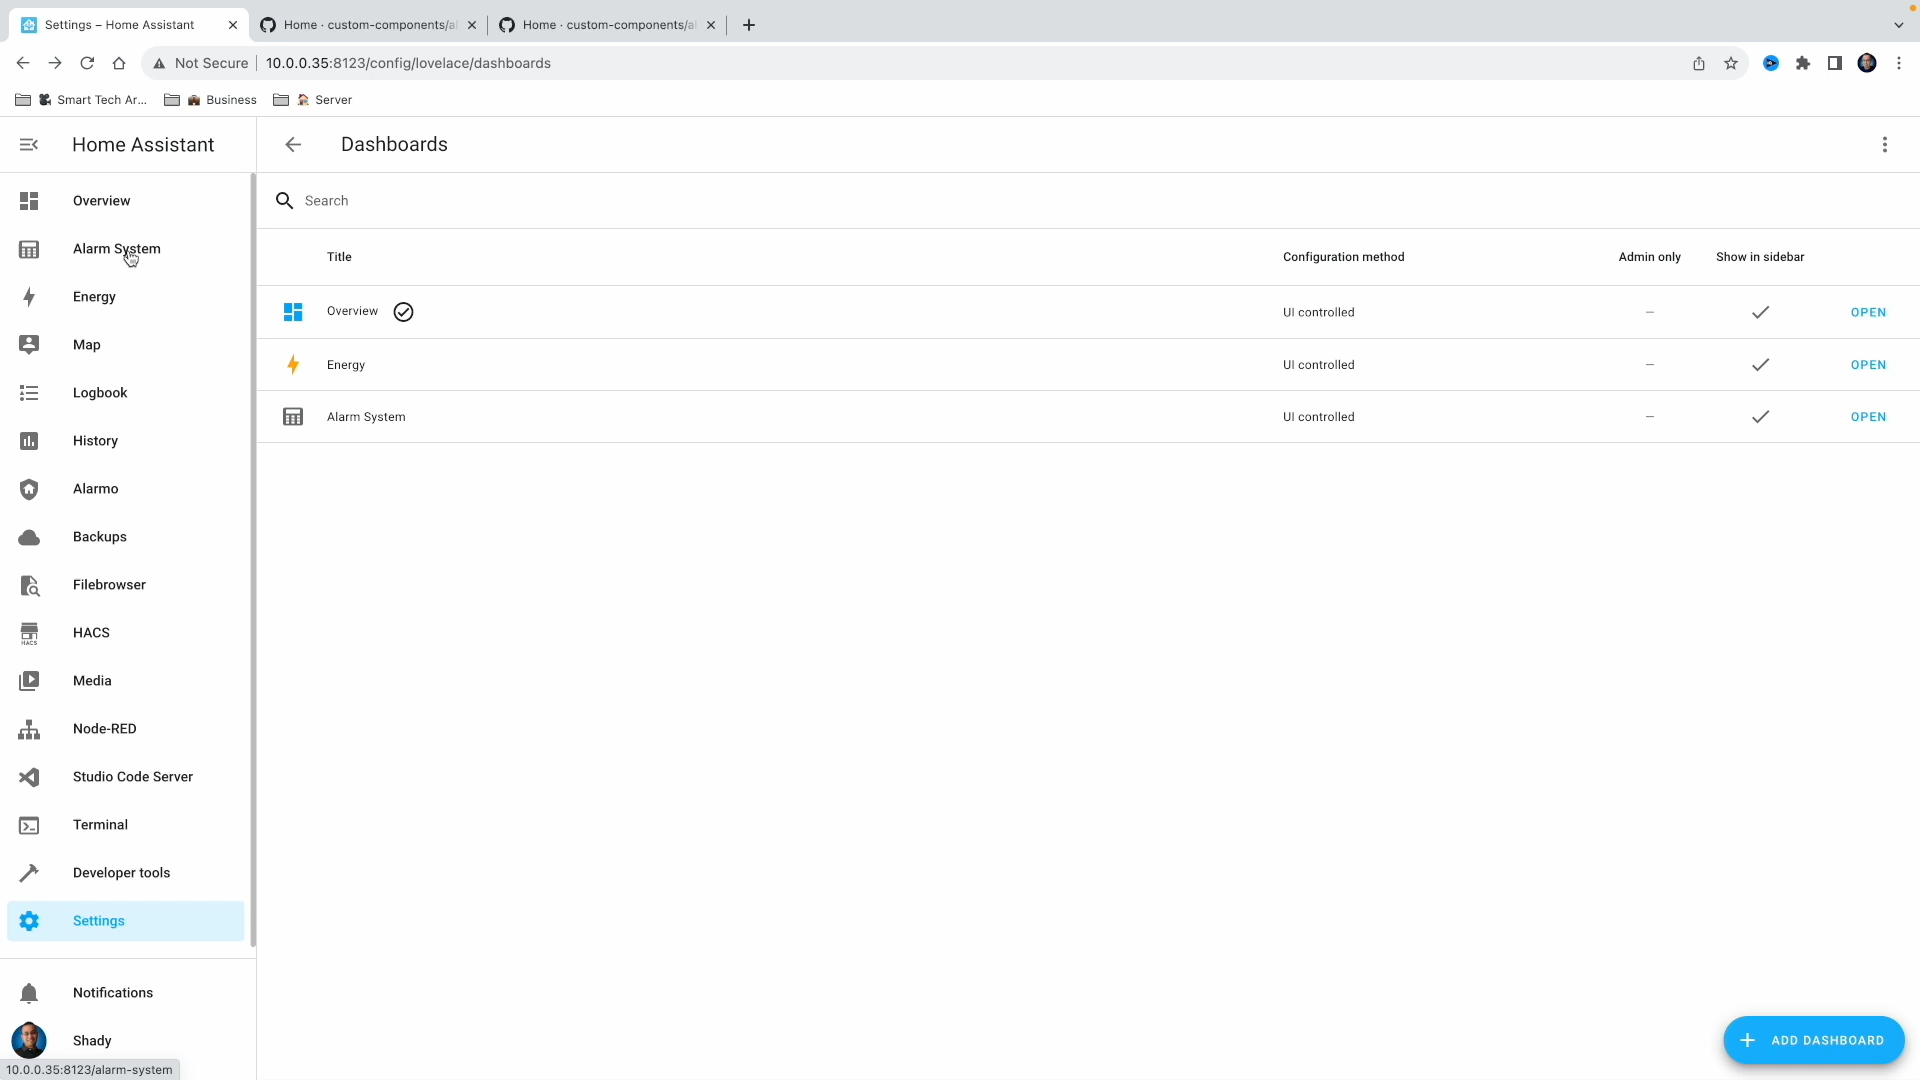 Settings – Home Assistant
Home · custom-components/al
Home · custom-components/al
Not Secure
10.0.0.35:8123/config/lovelace/dashboards
Smart Tech Ar...
Business
Server
Home Assistant
Dashboards
Overview
Search
Alarm System
Title
Configuration method
Admin only
Show in sidebar
Energy
Overview
UI controlled
–
OPEN
Map
Energy
UI controlled
–
OPEN
Logbook
Alarm System
UI controlled
–
OPEN
History
Alarmo
Backups
Filebrowser
HACS
HACS
Media
Node-RED
Studio Code Server
Terminal
Developer tools
Settings
Notifications
Shady
ADD DASHBOARD
10.0.0.35:8123/alarm-system